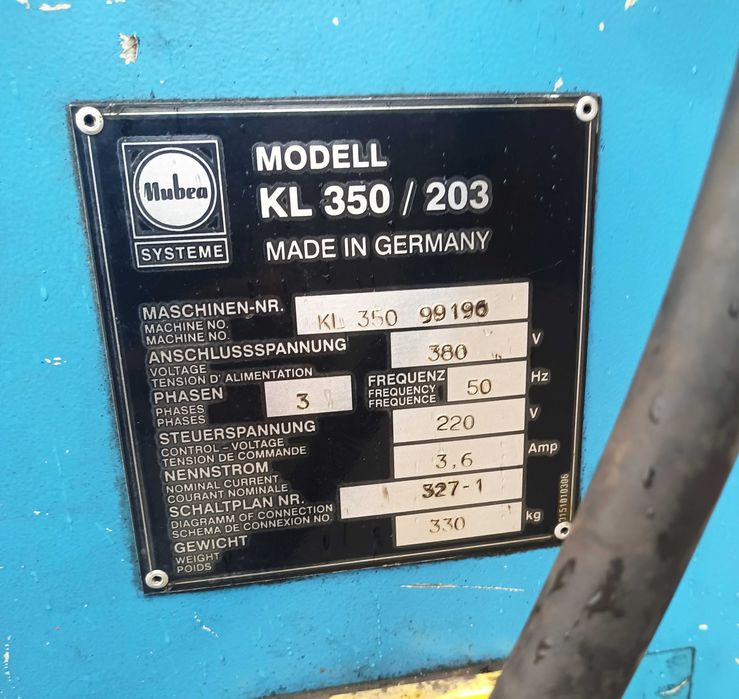 Mubea
SYSTEME
MODELL
KL 350 / 203
MADE IN GERMANY
MASCHINEN-NR. KL 350 99196
MACHINE NO.
MACHINE NO.
ANSCHLUSSSPANNUNG 380 V
VOLTAGE
TENSION D' ALIMENTATION
PHASEN 3 FREQUENZ 50 Hz
PHASES FREQUENCY
PHASES FREQUENCE
STEUERSPANNUNG 220 V
CONTROL - VOLTAGE
TENSION DE COMMANDE
NENNSTROM 3,6 Amp
NOMINAL CURRENT
COURANT NOMINALE
SCHALTPLAN NR. 327-1
DIAGRAMM OF CONNECTION
SCHEMA DE CONNEXION NO.
GEWICHT 330 kg
WEIGHT
POIDS